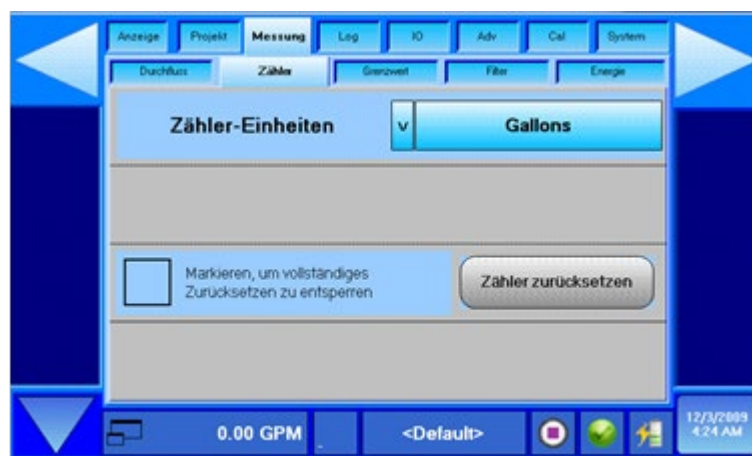 Anzeige Projekt Messung Log IO Adv Cal System
Durchfluss Zähler Grenzwert Filter Energie
Zähler-Einheiten v Gallons
Markieren, um vollständiges
Zurücksetzen zu entsperren
Zähler zurücksetzen
0.00 GPM <Default>
12/3/2009
4:24 AM